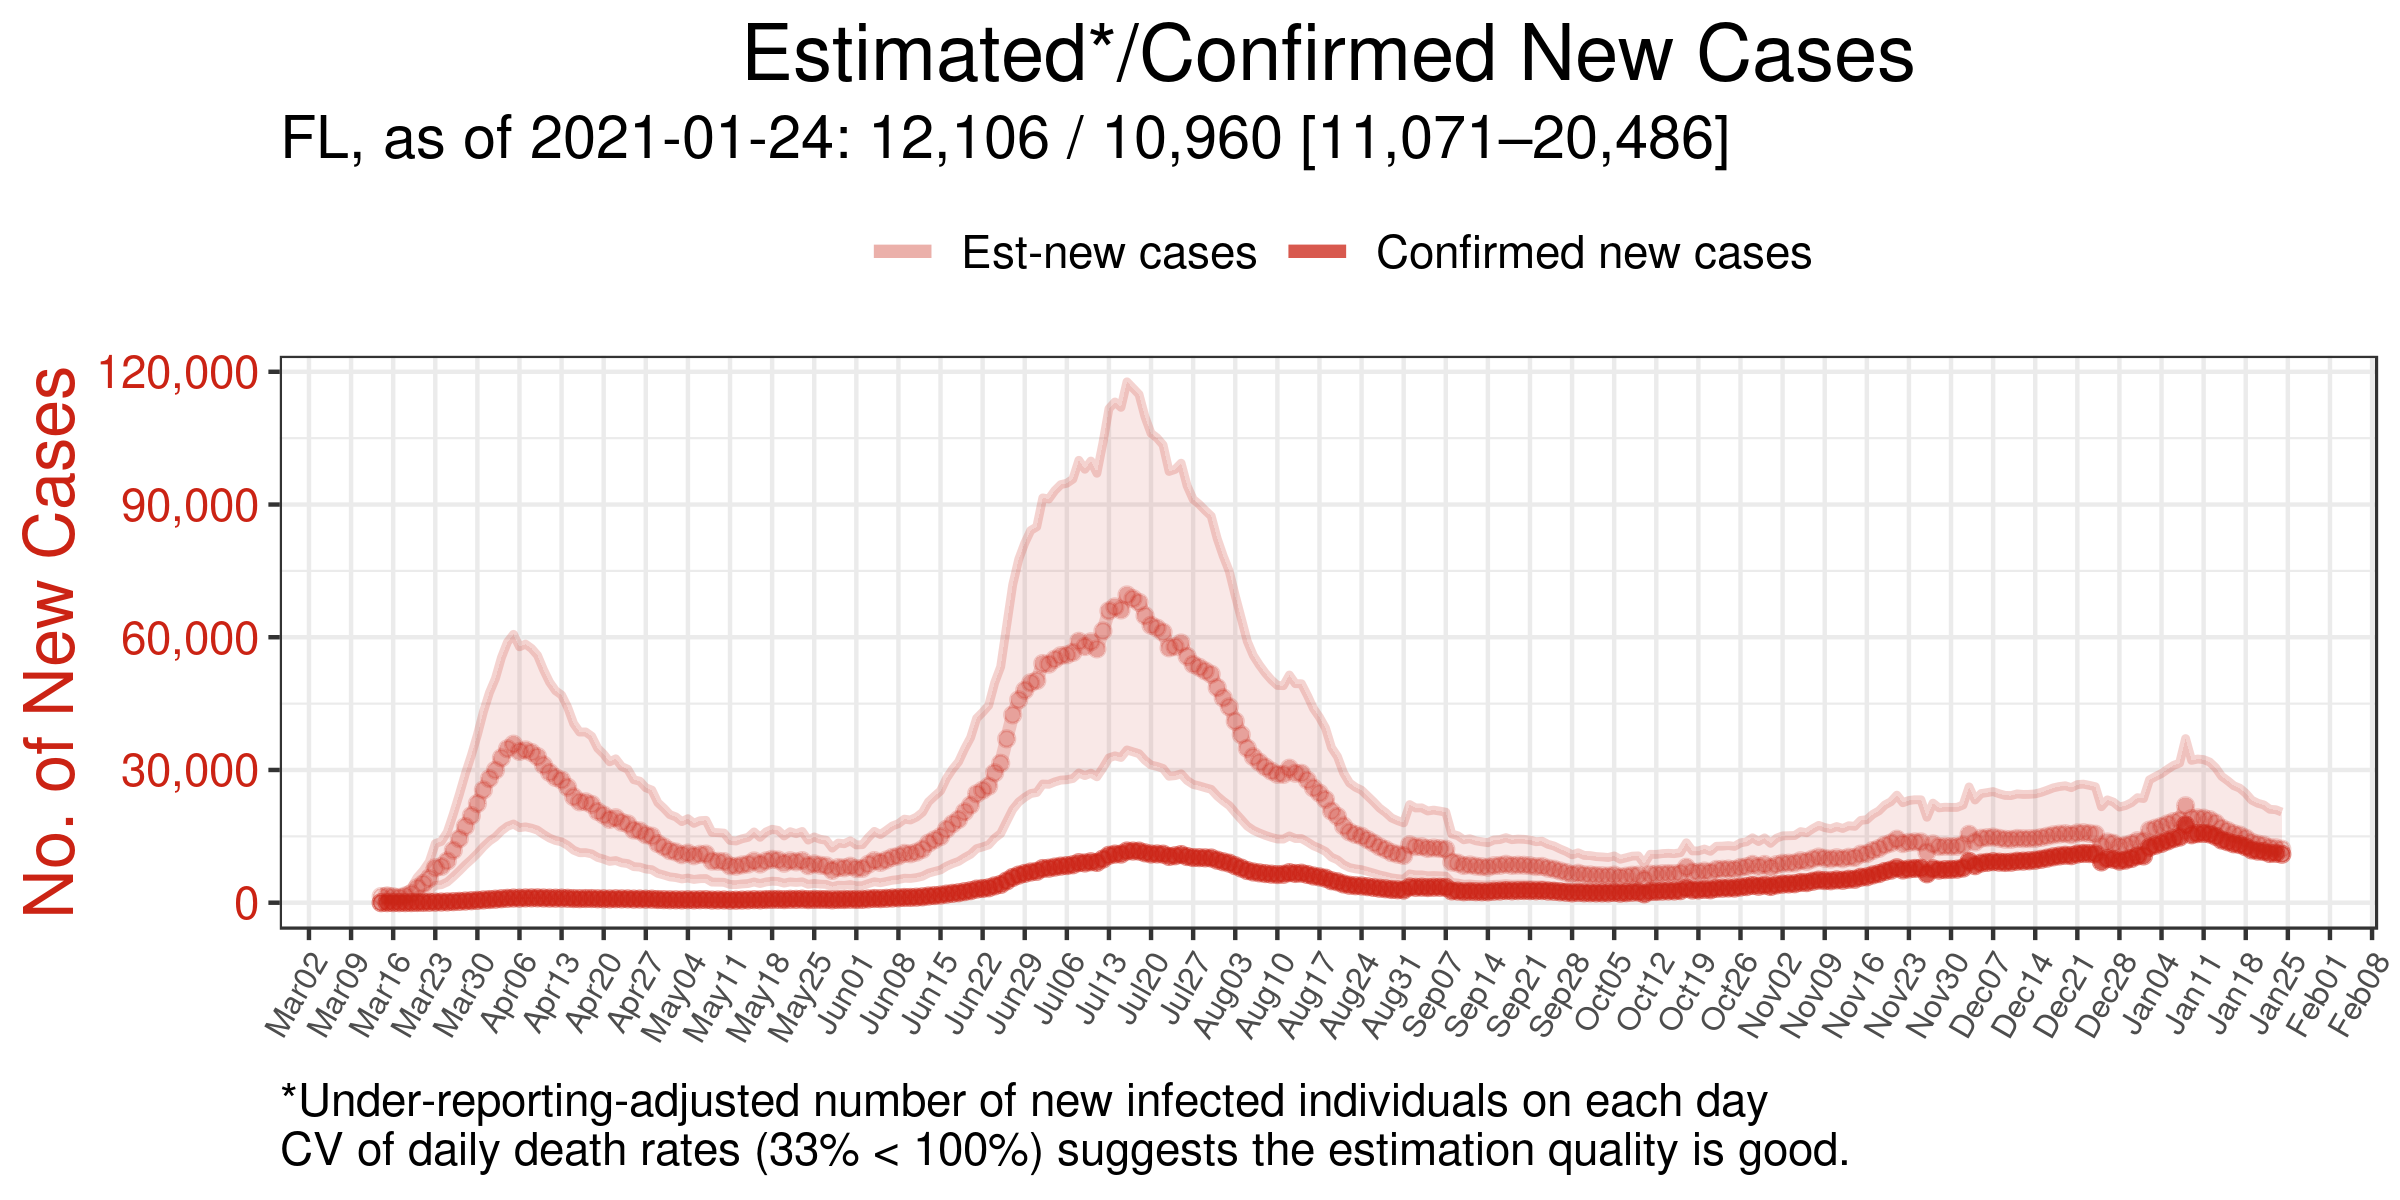 Estimated*/Confirmed New Cases
FL, as of 2021-01-24: 12,106 / 10,960 [11,071–20,486]
Est-new cases Confirmed new cases
No. of New Cases
120,000
90,000
60,000
30,000
0
Mar02 Mar09 Mar16 Mar23 Mar30 Apr06 Apr13 Apr20 Apr27 May04 May11 May18 May25 Jun01 Jun08 Jun15 Jun22 Jun29 Jul06 Jul13 Jul20 Jul27 Aug03 Aug10 Aug17 Aug24 Aug31 Sep07 Sep14 Sep21 Sep28 Oct05 Oct12 Oct19 Oct26 Nov02 Nov09 Nov16 Nov23 Nov30 Dec07 Dec14 Dec21 Dec28 Jan04 Jan11 Jan18 Jan25 Feb01 Feb08
*Under-reporting-adjusted number of new infected individuals on each day
CV of daily death rates (33% < 100%) suggests the estimation quality is good.